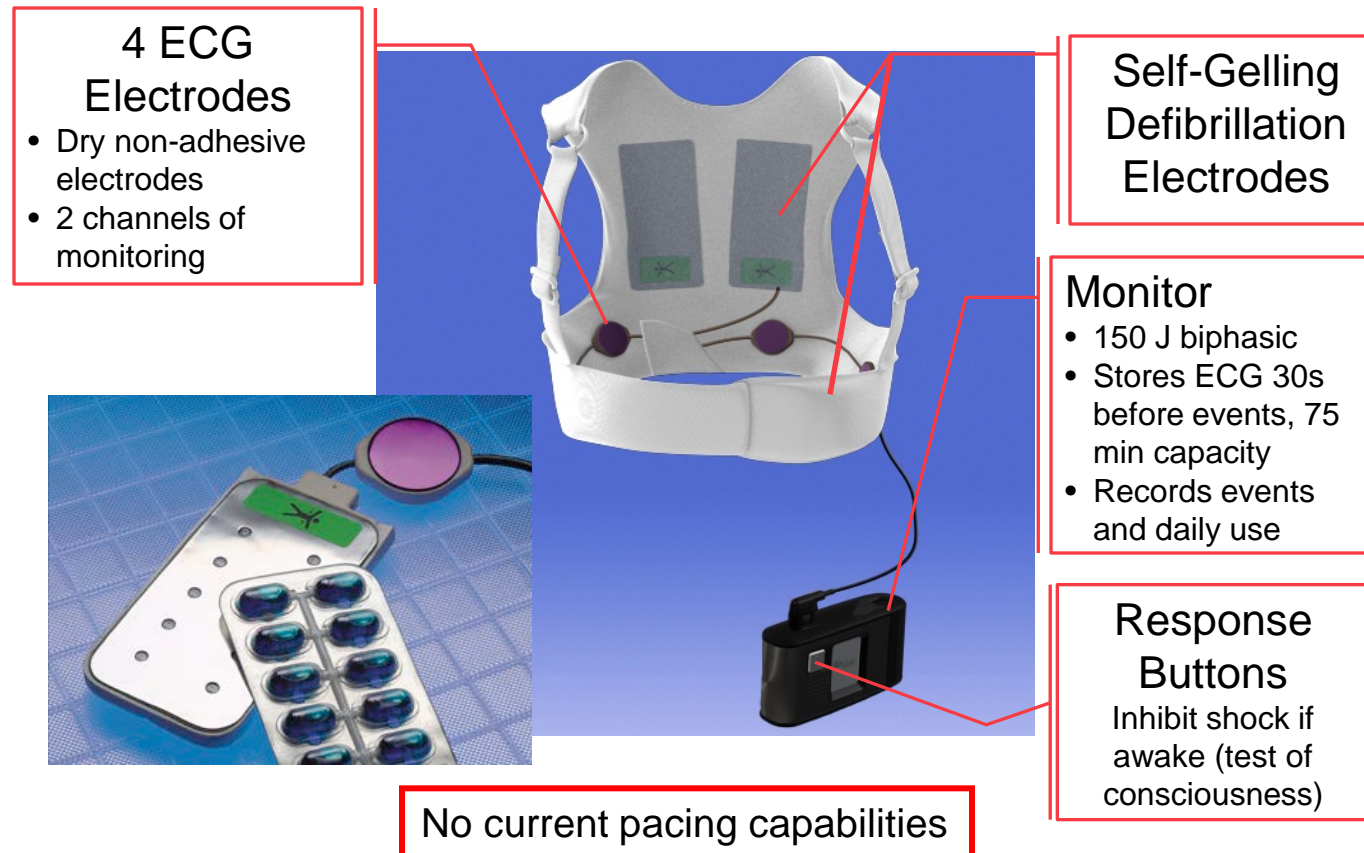 4 ECG
Electrodes
• Dry non-adhesive
electrodes
• 2 channels of
monitoring
Self-Gelling
Defibrillation
Electrodes
Monitor
• 150 J biphasic
• Stores ECG 30s
before events, 75
min capacity
• Records events
and daily use
Response
Buttons
Inhibit shock if
awake (test of
consciousness)
No current pacing capabilities